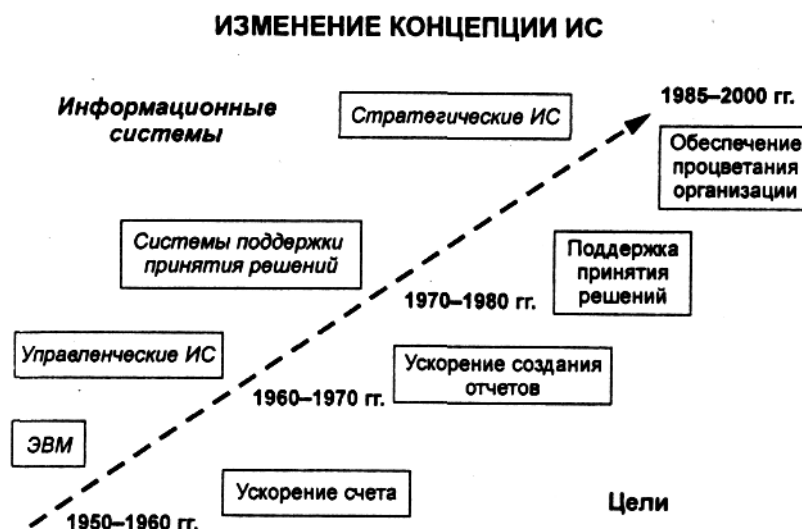 ИЗМЕНЕНИЕ КОНЦЕПЦИИ ИС
Информационные
системы
Стратегические ИС
1985–2000 гг.
Обеспечение
процветания
организации
Системы поддержки
принятия решений
Поддержка
принятия
решений
1970–1980 гг.
Управленческие ИС
Ускорение создания
отчетов
1960–1970 гг.
ЭВМ
Ускорение счета
Цели
1950–1960 гг.